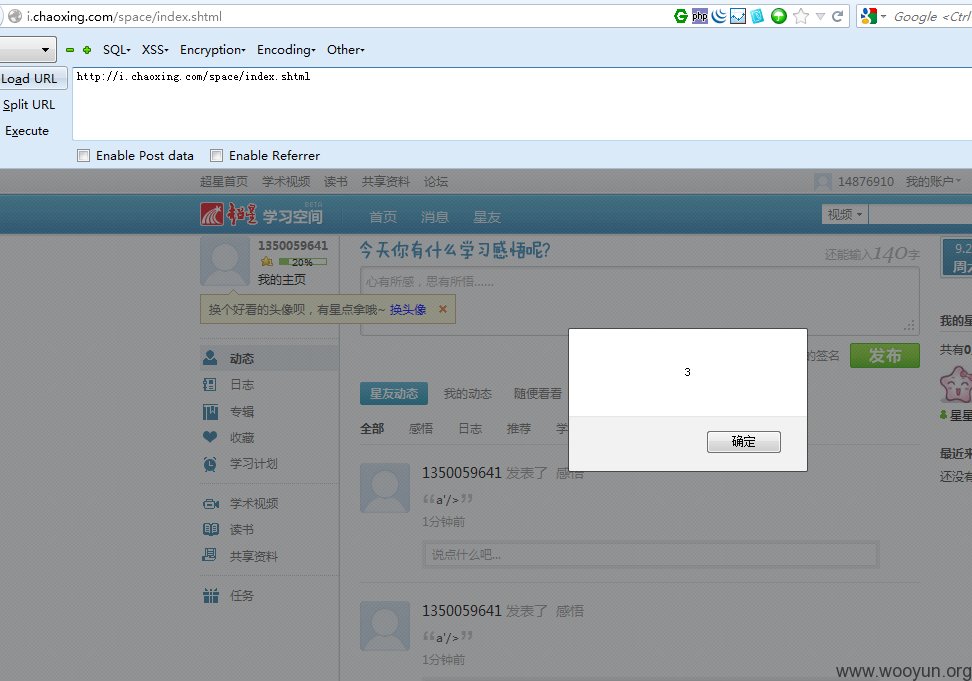 i.chaoxing.com/space/index.shtml
php
Google <Ctrl
SQL XSS Encryption Encoding Other
Load URL
http://i.chaoxing.com/space/index.shtml
Split URL
Execute
Enable Post data Enable Referrer
超星首页 学术视频 读书 共享资料 论坛
14876910 我的账户
超星 学习空间 BETA
首页 消息 星友
视频
1350059641
20%
我的主页
今天你有什么学习感悟呢?
还能输入140字
9.2
周六
心有所感，思有所悟......
换个好看的头像呗，有星点拿哦~ 换头像 ×
我的星
的签名
发布
共有0
动态
日志
专辑
收藏
学习计划
学术视频
读书
共享资料
任务
星友动态 我的动态 随便看看
全部 感悟 日志 推荐 学
3
确定
星星
最近来
还没有
1350059641 发表了 感悟
“a'/>”
1分钟前
说点什么吧...
1350059641 发表了 感悟
“a'/>”
1分钟前
www.wooyun.org